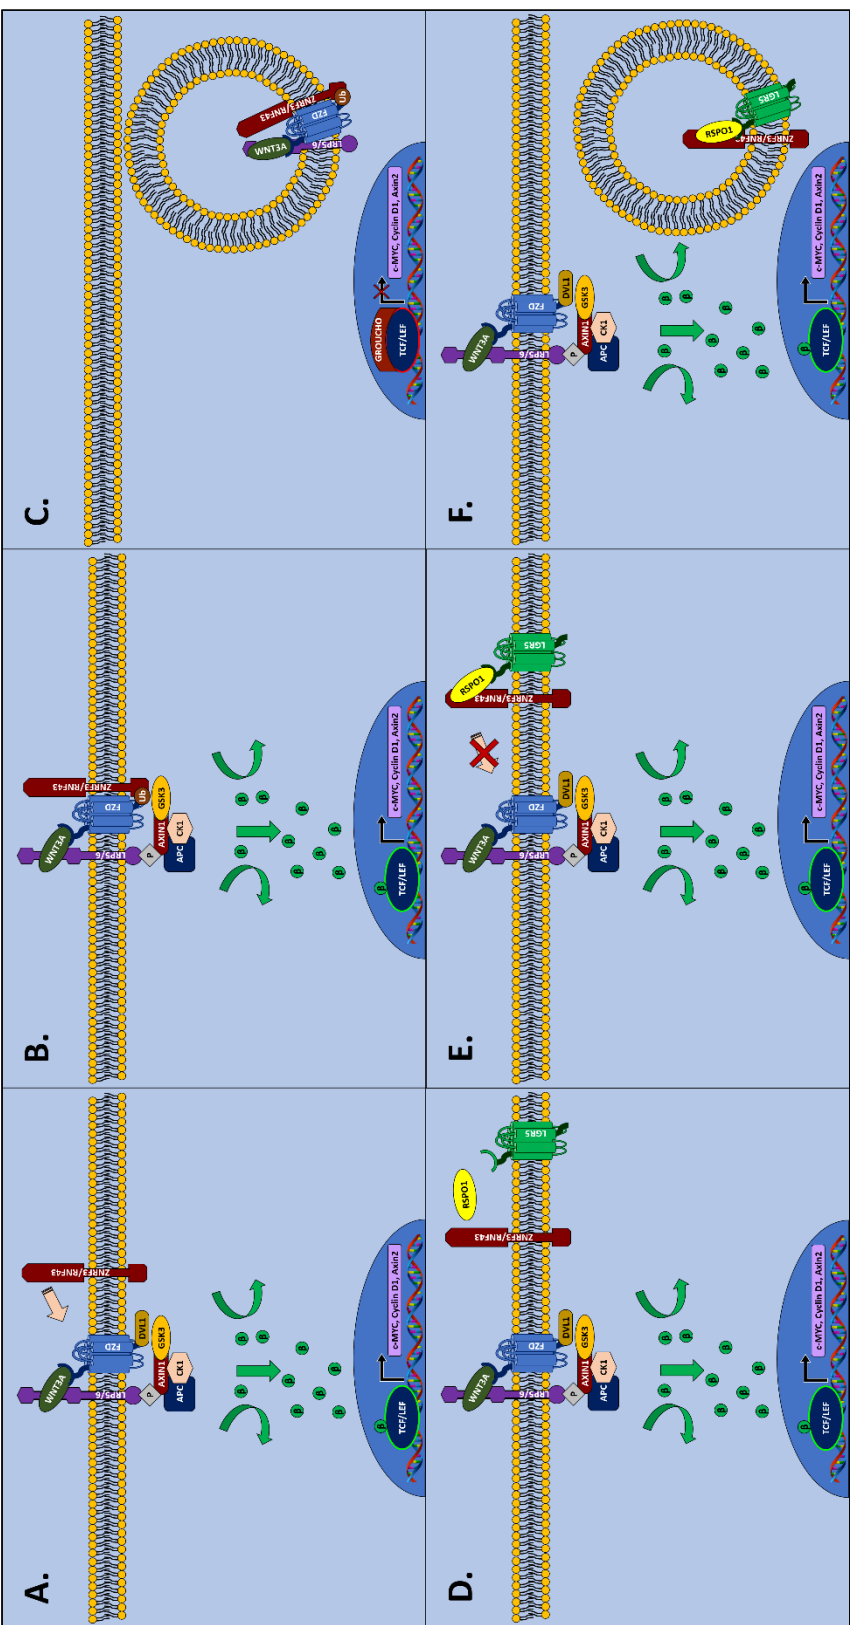 A.
WNT3A
LRP5/6
FZD
ZNRF3/RNF43
DVL1
P
AXIN1
GSK3
CK1
APC
β β β β β β β β β β
β
TCF/LEF
c-MYC, Cyclin D1, Axin2
B.
WNT3A
LRP5/6
FZD
ZNRF3/RNF43
Ub
P
AXIN1
GSK3
CK1
APC
β β β β β β β β β β
β
TCF/LEF
c-MYC, Cyclin D1, Axin2
C.
WNT3A
LRP5/6
FZD
ZNRF3/RNF43
Ub
GROUCHO
TCF/LEF
c-MYC, Cyclin D1, Axin2
D.
WNT3A
LRP5/6
FZD
ZNRF3/RNF43
RSPO1
LGR5
DVL1
P
AXIN1
GSK3
CK1
APC
β β β β β β β β β β
β
TCF/LEF
c-MYC, Cyclin D1, Axin2
E.
WNT3A
LRP5/6
FZD
ZNRF3/RNF43
RSPO1
LGR5
DVL1
P
AXIN1
GSK3
CK1
APC
β β β β β β β β β β
β
TCF/LEF
c-MYC, Cyclin D1, Axin2
F.
WNT3A
LRP5/6
FZD
DVL1
P
AXIN1
GSK3
CK1
APC
RSPO1
LGR5
ZNRF3/RNF43
β β β β β β β β β β
β
TCF/LEF
c-MYC, Cyclin D1, Axin2